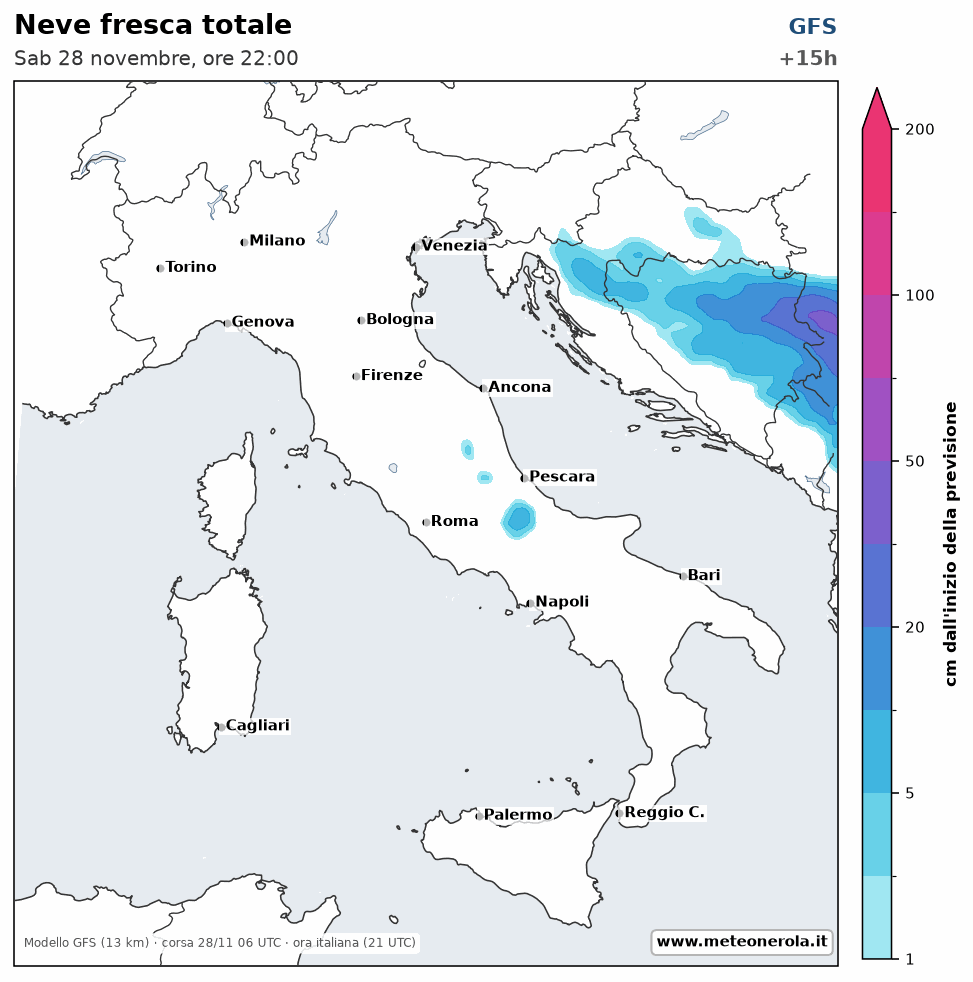 Neve fresca totale
GFS
Sab 28 novembre, ore 22:00
+15h
200
100
50
20
5
1
cm dall'inizio della previsione
Milano
Venezia
Torino
Genova
Bologna
Firenze
Ancona
Pescara
Roma
Bari
Napoli
Cagliari
Palermo
Reggio C.
Modello GFS (13 km) · corsa 28/11 06 UTC · ora italiana (21 UTC)
www.meteonerola.it